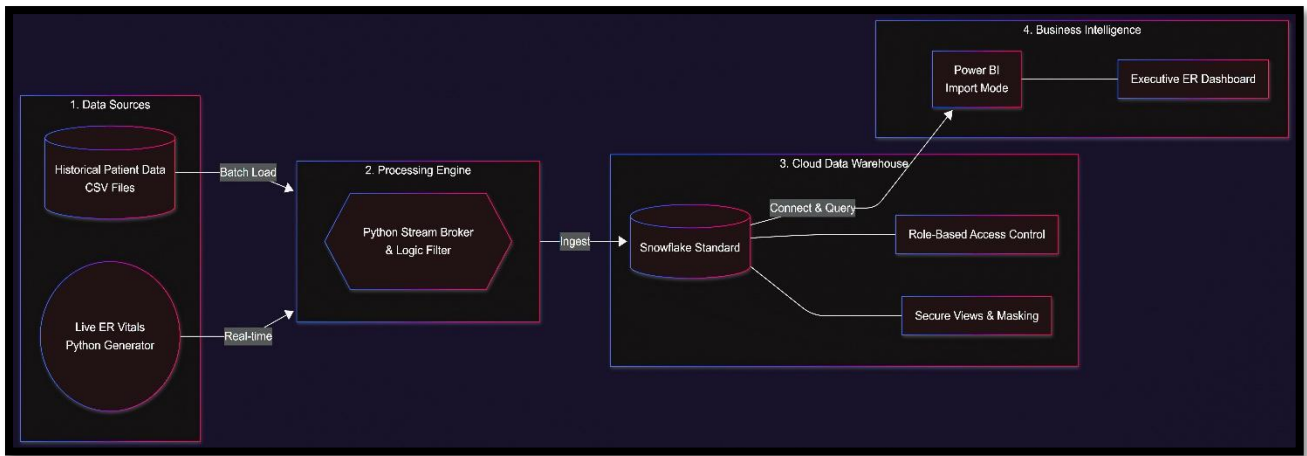 1. Data Sources
Historical Patient Data
CSV Files
Live ER Vitals
Python Generator
Batch Load
Real-time
2. Processing Engine
Python Stream Broker
& Logic Filter
Ingest
3. Cloud Data Warehouse
Snowflake Standard
Connect & Query
Role-Based Access Control
Secure Views & Masking
4. Business Intelligence
Power BI
Import Mode
Executive ER Dashboard